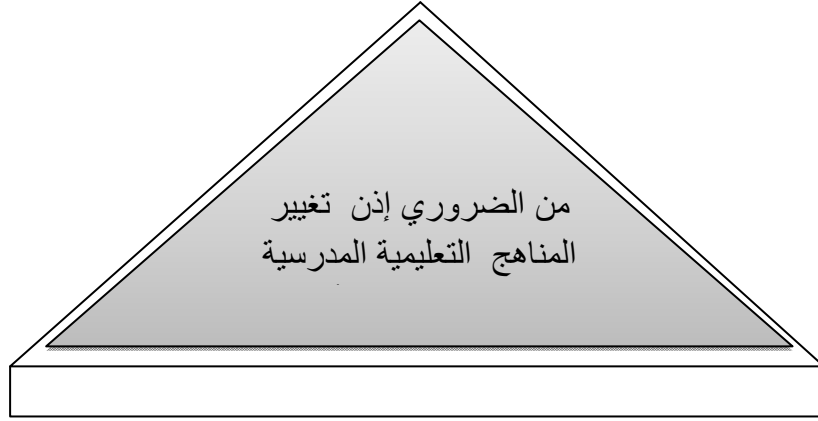 من الضروري إذن تغيير
المناهج التعليمية المدرسية